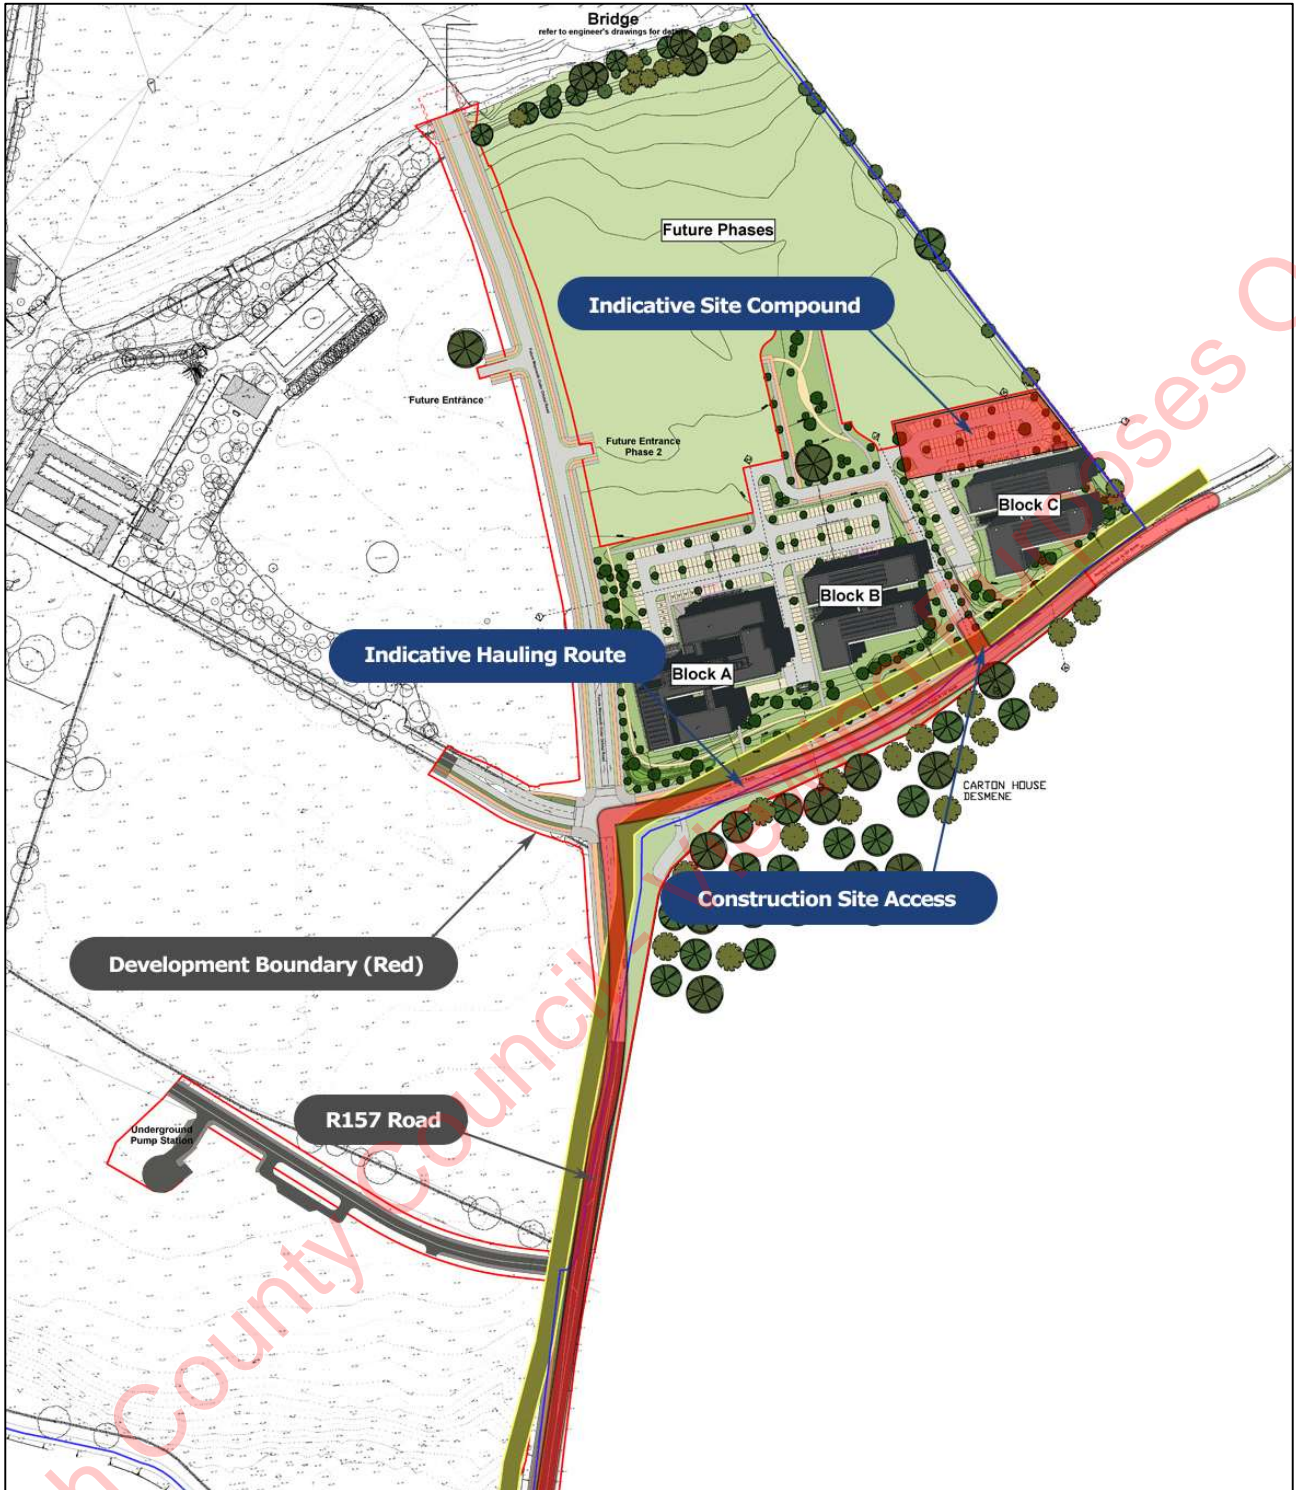 Bridge
refer to engineer's drawings for details
Future Phases
Indicative Site Compound
Future Entrance
Future Entrance
Phase 2
Block C
Block B
Indicative Hauling Route
Block A
CARTON HOUSE
DESMENE
Construction Site Access
Development Boundary (Red)
R157 Road
Underground
Pump Station
h County Council - Viewing Purposes O